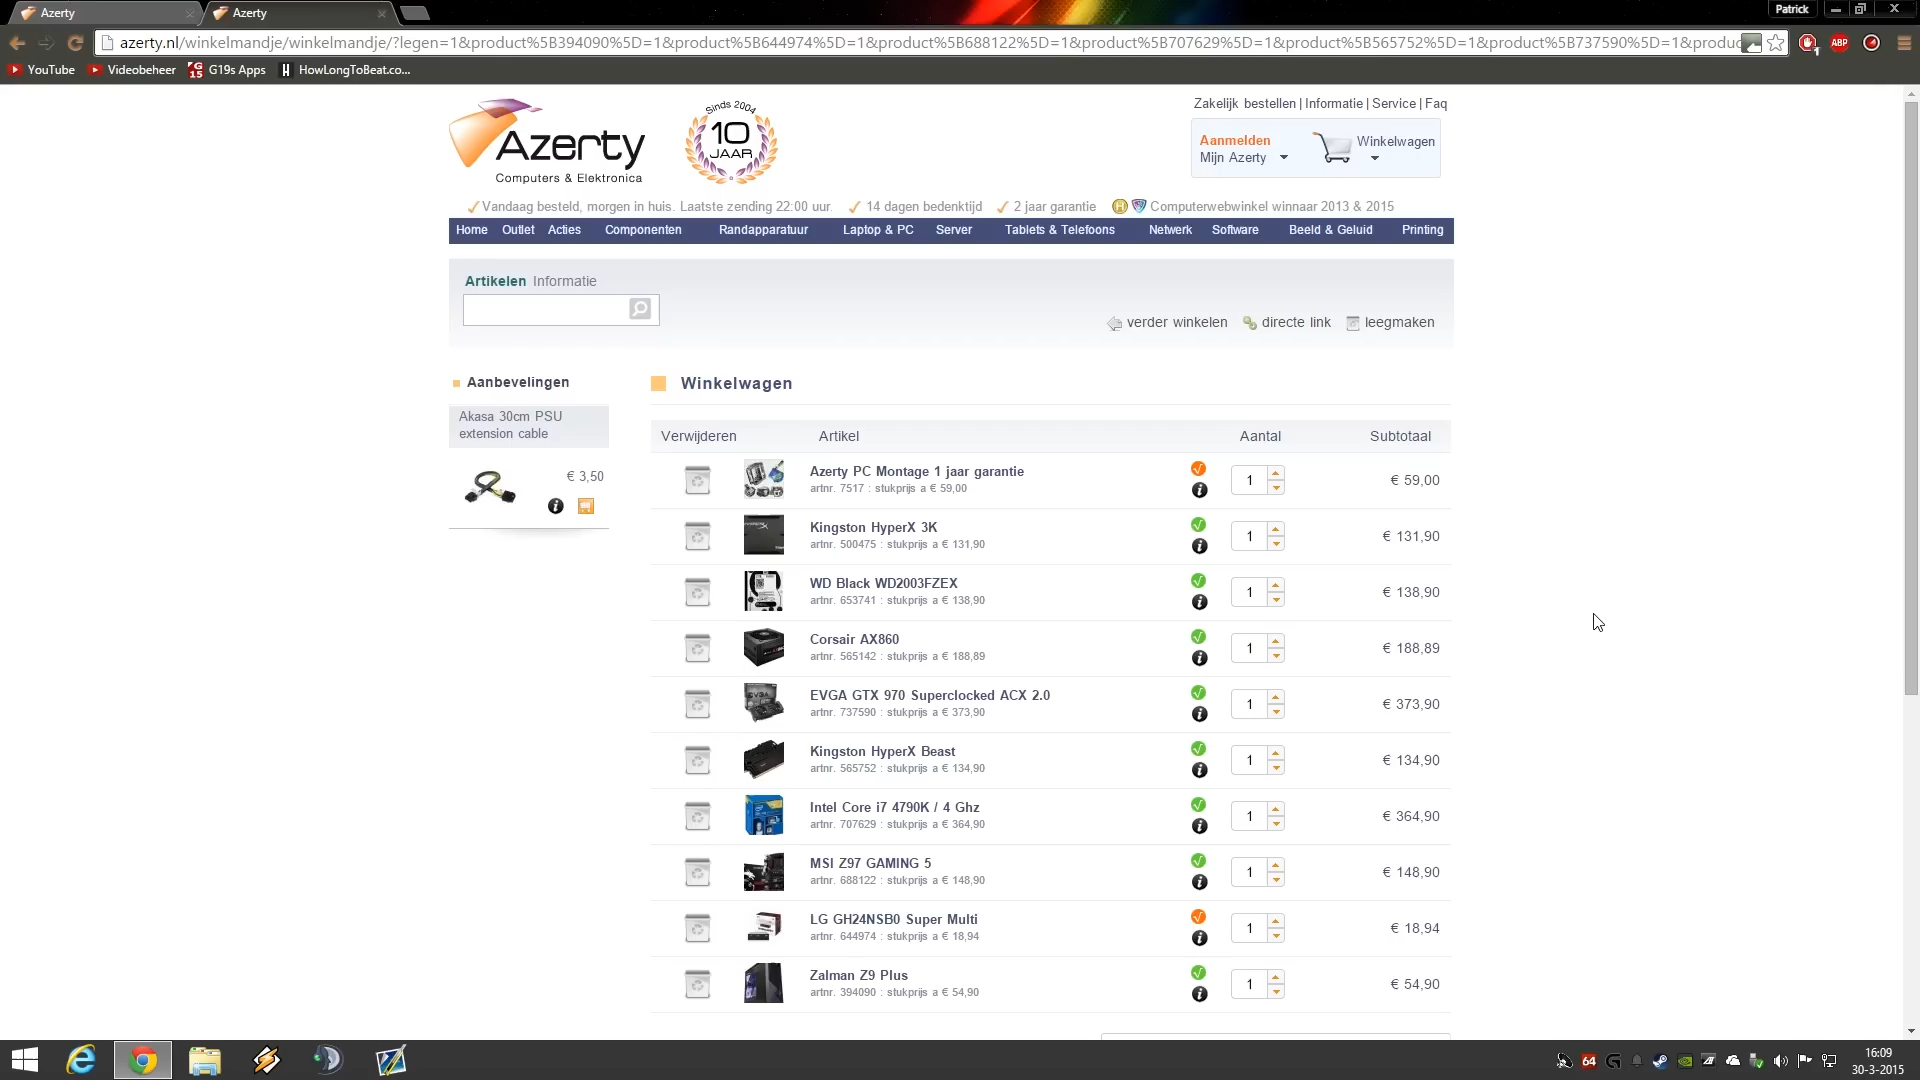 Azerty
Azerty
Patrick
azerty.nl/winkelmandje/winkelmandje/?legen=1&product%5B394090%5D=1&product%5B644974%5D=1&product%5B688122%5D=1&product%5B707629%5D=1&product%5B565752%5D=1&product%5B737590%5D=1&produc
ABP
1
YouTube
Videobeheer
G15
G19s Apps
H
HowLongToBeat.co...
Azerty
Computers & Elektronica
Sinds 2004
10
JAAR
Zakelijk bestellen | Informatie | Service | Faq
Aanmelden
Mijn Azerty
Winkelwagen
Vandaag besteld, morgen in huis. Laatste zending 22:00 uur.
14 dagen bedenktijd
2 jaar garantie
Computerwebwinkel winnaar 2013 & 2015
Home Outlet Acties Componenten Randapparatuur Laptop & PC Server Tablets & Telefoons Netwerk Software Beeld & Geluid Printing
Artikelen Informatie
verder winkelen directe link leegmaken
Aanbevelingen
Akasa 30cm PSU
extension cable
€ 3,50
Winkelwagen
Verwijderen Artikel Aantal Subtotaal
Azerty PC Montage 1 jaar garantie
artnr. 7517 : stukprijs a € 59,00
1
€ 59,00
Kingston HyperX 3K
artnr. 500475 : stukprijs a € 131,90
1
€ 131,90
WD Black WD2003FZEX
artnr. 653741 : stukprijs a € 138,90
1
€ 138,90
Corsair AX860
artnr. 565142 : stukprijs a € 188,89
1
€ 188,89
EVGA GTX 970 Superclocked ACX 2.0
artnr. 737590 : stukprijs a € 373,90
1
€ 373,90
Kingston HyperX Beast
artnr. 565752 : stukprijs a € 134,90
1
€ 134,90
Intel Core i7 4790K / 4 Ghz
artnr. 707629 : stukprijs a € 364,90
1
€ 364,90
MSI Z97 GAMING 5
artnr. 688122 : stukprijs a € 148,90
1
€ 148,90
LG GH24NSB0 Super Multi
artnr. 644974 : stukprijs a € 18,94
1
€ 18,94
Zalman Z9 Plus
artnr. 394090 : stukprijs a € 54,90
1
€ 54,90
64
16:09
30-3-2015